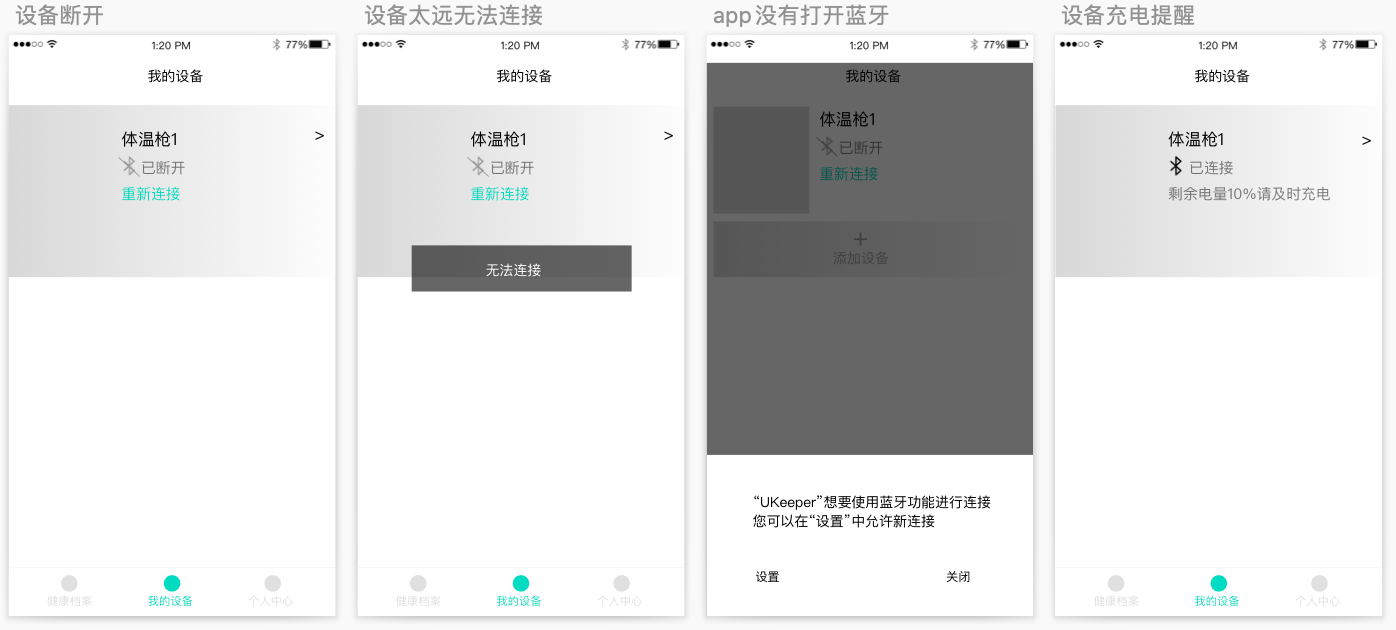 设备断开
1:20 PM
77%
我的设备
体温枪1
>
已断开
重新连接
健康档案
我的设备
个人中心
设备太远无法连接
1:20 PM
77%
我的设备
体温枪1
>
已断开
重新连接
无法连接
健康档案
我的设备
个人中心
app没有打开蓝牙
1:20 PM
77%
我的设备
体温枪1
已断开
重新连接
+
添加设备
“UKeeper”想要使用蓝牙功能进行连接
您可以在“设置”中允许新连接
设置
关闭
设备充电提醒
1:20 PM
77%
我的设备
体温枪1
>
已连接
剩余电量10%请及时充电
健康档案
我的设备
个人中心